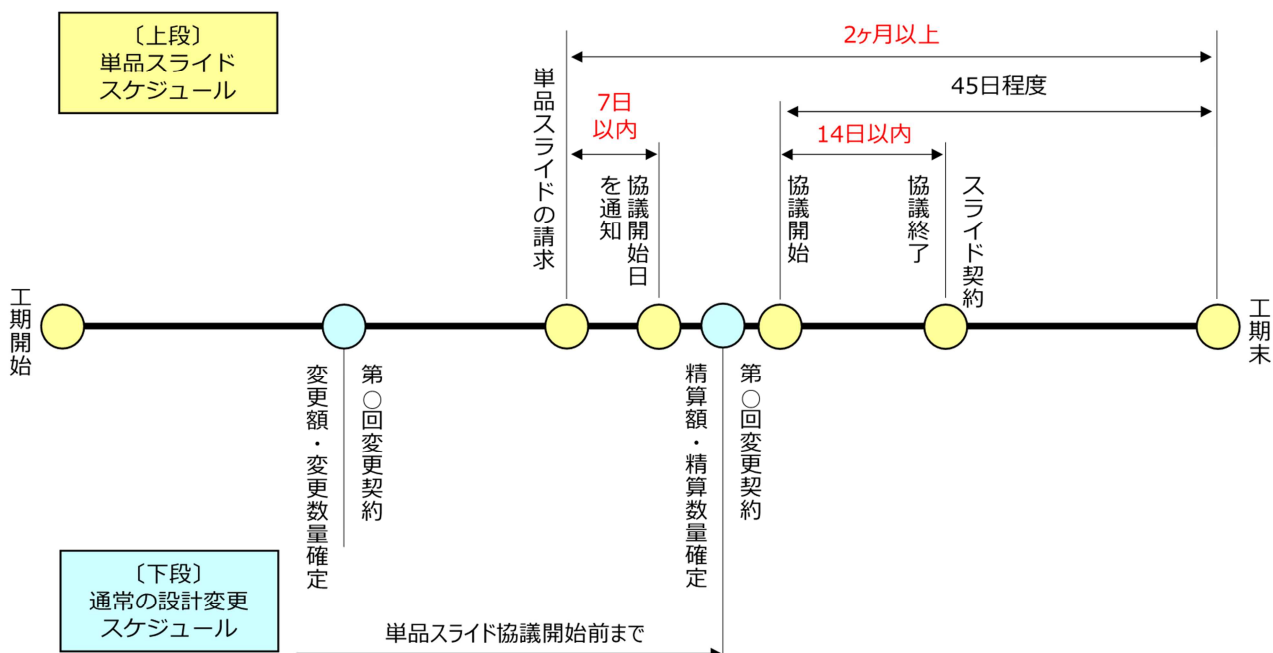 〔上段〕
単品スライド
スケジュール
2ヶ月以上
45日程度
7日
以内
14日以内
単品スライドの請求
協議開始日
を通知
協議開始
協議終了
スライド契約
工期開始
工期末
第○回変更契約
変更額・変更数量確定
第○回変更契約
精算額・精算数量確定
〔下段〕
通常の設計変更
スケジュール
単品スライド協議開始前まで